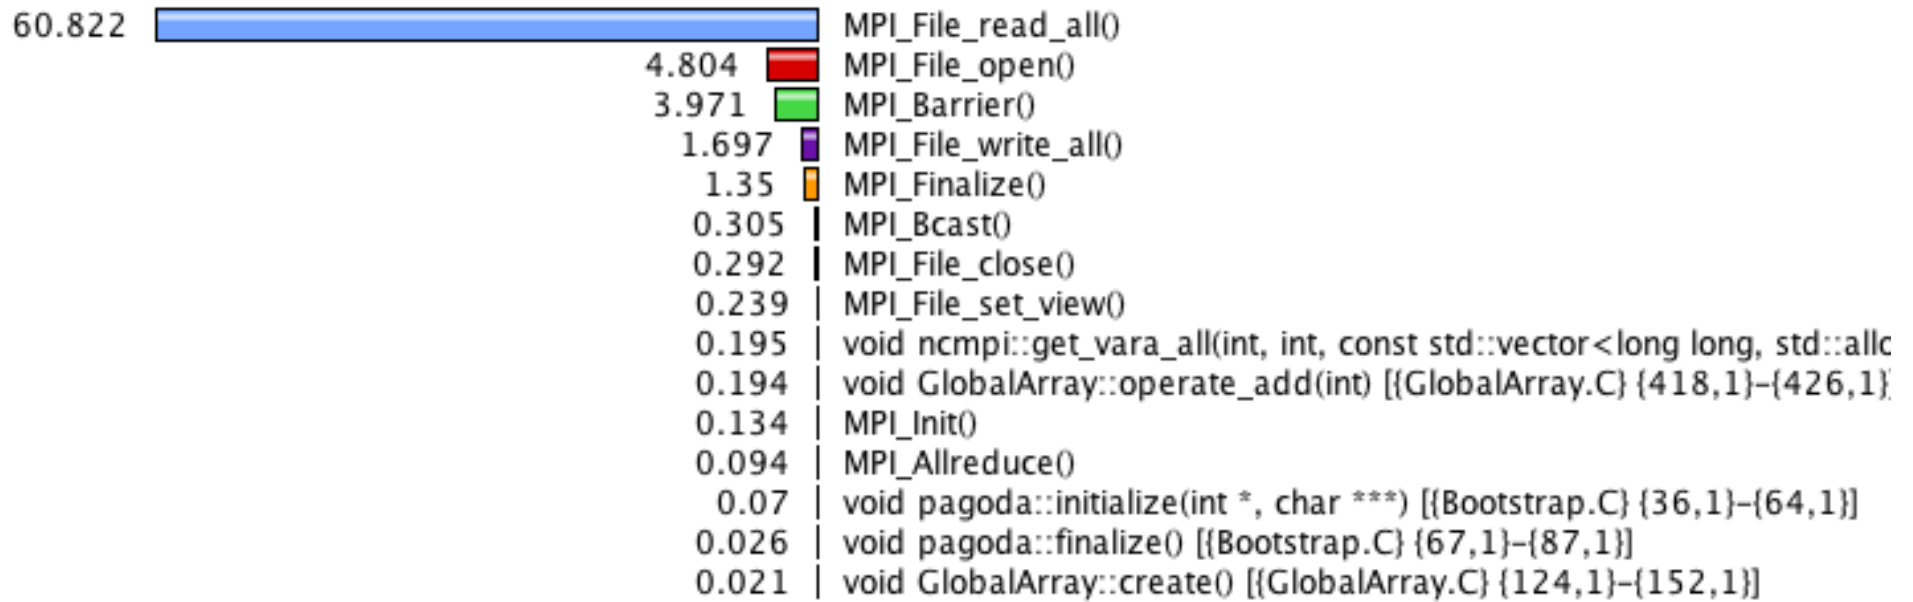 60.822 MPI_File_read_all()
4.804 MPI_File_open()
3.971 MPI_Barrier()
1.697 MPI_File_write_all()
1.35 MPI_Finalize()
0.305 MPI_Bcast()
0.292 MPI_File_close()
0.239 MPI_File_set_view()
0.195 void ncmpi::get_vara_all(int, int, const std::vector<long long, std::allo
0.194 void GlobalArray::operate_add(int) [{GlobalArray.C} {418,1}-{426,1}]
0.134 MPI_Init()
0.094 MPI_Allreduce()
0.07 void pagoda::initialize(int *, char ***) [{Bootstrap.C} {36,1}-{64,1}]
0.026 void pagoda::finalize() [{Bootstrap.C} {67,1}-{87,1}]
0.021 void GlobalArray::create() [{GlobalArray.C} {124,1}-{152,1}]